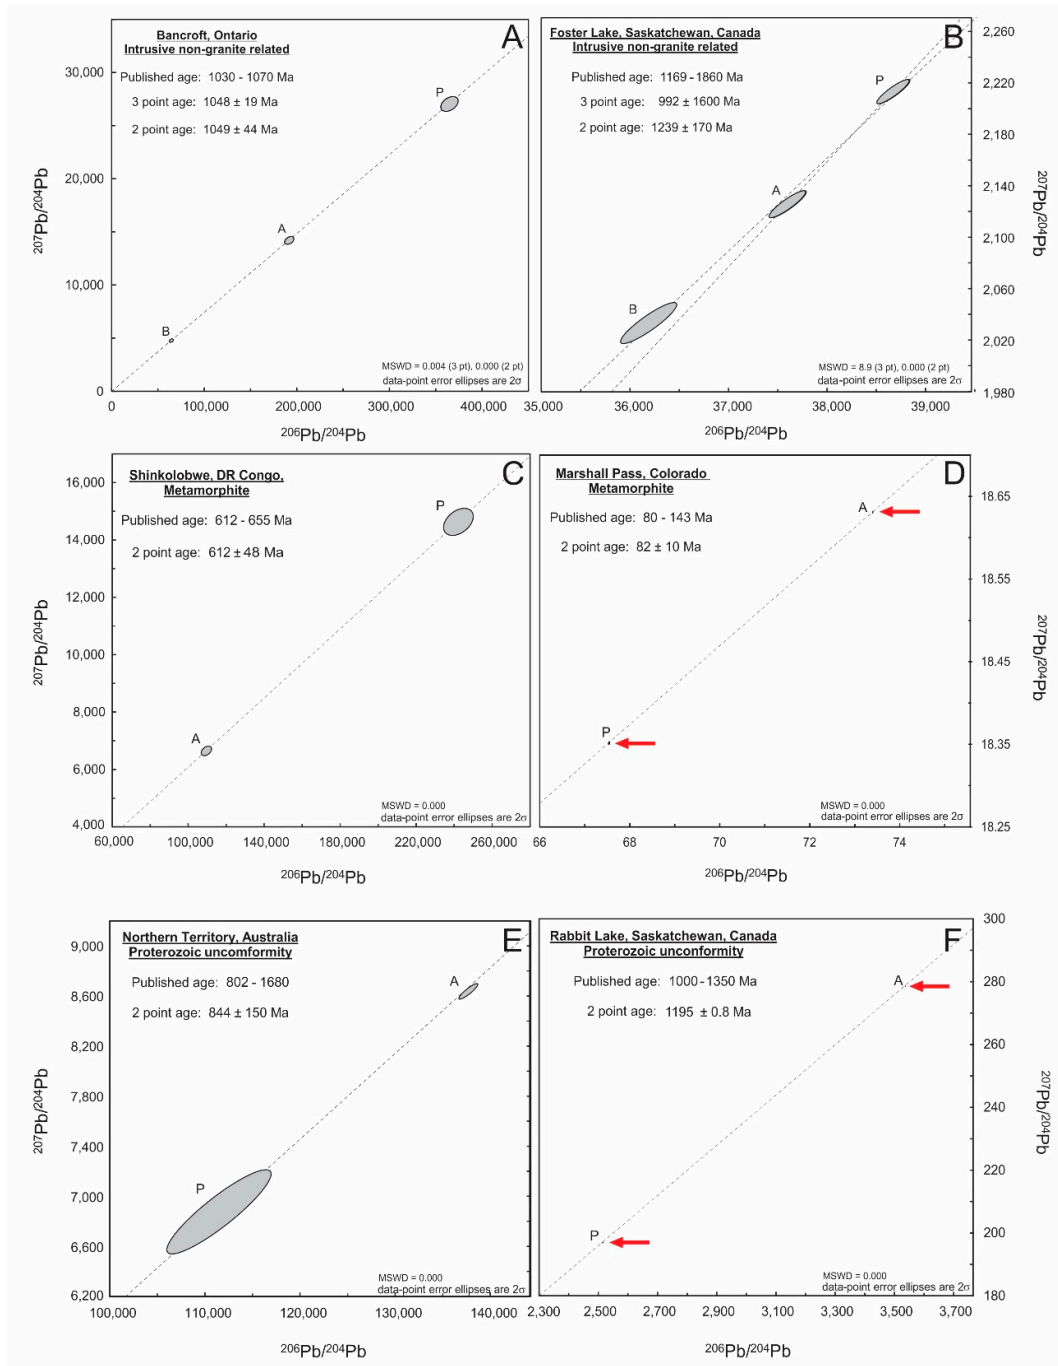 A
Bancroft, Ontario
Intrusive non-granite related
Published age: 1030 - 1070 Ma
3 point age: 1048 ± 19 Ma
2 point age: 1049 ± 44 Ma
30,000
20,000
10,000
0
207Pb/204Pb
P
A
B
MSWD = 0.004 (3 pt), 0.000 (2 pt)
data-point error ellipses are 2σ
0 100,000 200,000 300,000 400,000
206Pb/204Pb
B
Foster Lake, Saskatchewan, Canada
Intrusive non-granite related
Published age: 1169 - 1860 Ma
3 point age: 992 ± 1600 Ma
2 point age: 1239 ± 170 Ma
P
A
B
2,260
2,220
2,180
2,140
2,100
2,060
2,020
1,980
207Pb/204Pb
MSWD = 8.9 (3 pt), 0.000 (2 pt)
data-point error ellipses are 2σ
35,000 36,000 37,000 38,000 39,000
206Pb/204Pb
C
Shinkolobwe, DR Congo,
Metamorphite
Published age: 612 - 655 Ma
2 point age: 612 ± 48 Ma
16,000
14,000
12,000
10,000
8,000
6,000
4,000
207Pb/204Pb
P
A
MSWD = 0.000
data-point error ellipses are 2σ
60,000 100,000 140,000 180,000 220,000 260,000
206Pb/204Pb
D
Marshall Pass, Colorado
Metamorphite
Published age: 80 - 143 Ma
2 point age: 82 ± 10 Ma
A
P
18.65
18.55
18.45
18.35
18.25
207Pb/204Pb
MSWD = 0.000
data-point error ellipses are 2σ
66 68 70 72 74
206Pb/204Pb
E
Northern Territory, Australia
Proterozoic uncomformity
Published age: 802 - 1680
2 point age: 844 ± 150 Ma
9,000
8,600
8,200
7,800
7,400
7,000
6,600
6,200
207Pb/204Pb
A
P
MSWD = 0.000
data-point error ellipses are 2σ
100,000 110,000 120,000 130,000 140,000
206Pb/204Pb
F
Rabbit Lake, Saskatchewan, Canada
Proterozoic unconformity
Published age: 1000 - 1350 Ma
2 point age: 1195 ± 0.8 Ma
A
P
300
280
260
240
220
200
180
207Pb/204Pb
MSWD = 0.000
data-point error ellipses are 2σ
2,300 2,500 2,700 2,900 3,100 3,300 3,500 3,700
206Pb/204Pb